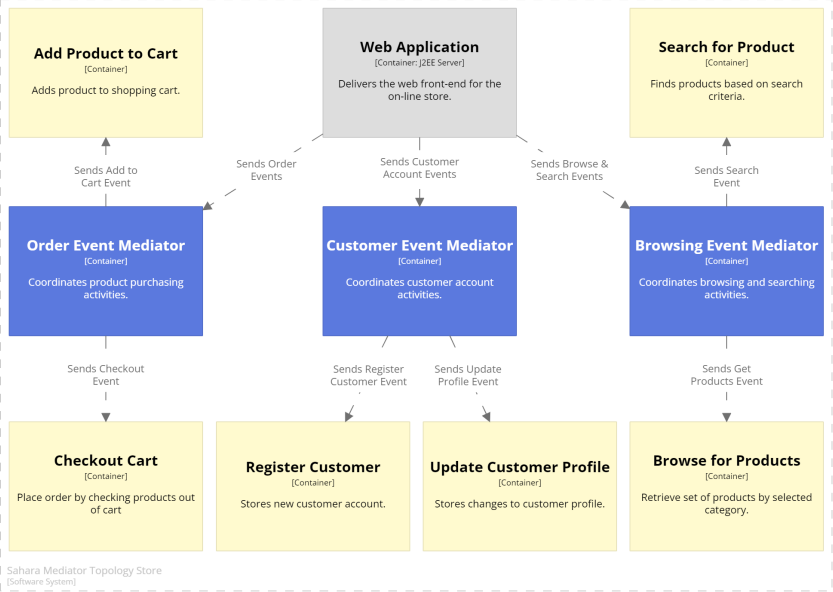 Add Product to Cart
[Container]
Adds product to shopping cart.
Web Application
[Container: J2EE Server]
Delivers the web front-end for the
on-line store.
Search for Product
[Container]
Finds products based on search
criteria.
Sends Add to
Cart Event
Sends Order
Events
Sends Customer
Account Events
Sends Browse &
Search Events
Sends Search
Event
Order Event Mediator
[Container]
Coordinates product purchasing
activities.
Customer Event Mediator
[Container]
Coordinates customer account
activities.
Browsing Event Mediator
[Container]
Coordinates browsing and searching
activities.
Sends Checkout
Event
Sends Register
Customer Event
Sends Update
Profile Event
Sends Get
Products Event
Checkout Cart
[Container]
Place order by checking products out
of cart
Register Customer
[Container]
Stores new customer account.
Update Customer Profile
[Container]
Stores changes to customer profile.
Browse for Products
[Container]
Retrieve set of products by selected
category.
Sahara Mediator Topology Store
[Software System]